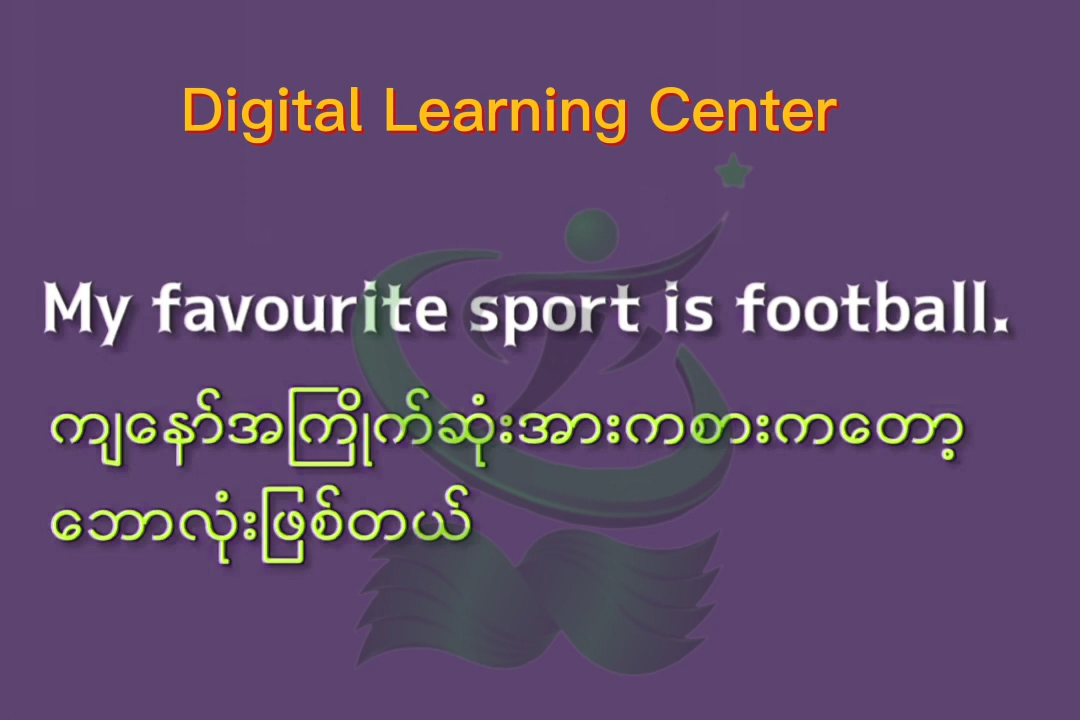 Digital Learning Center
My favourite sport is football.
ကျနော်အကြိုက်ဆုံးအားကစားကတော့
ဘောလုံးဖြစ်တယ်